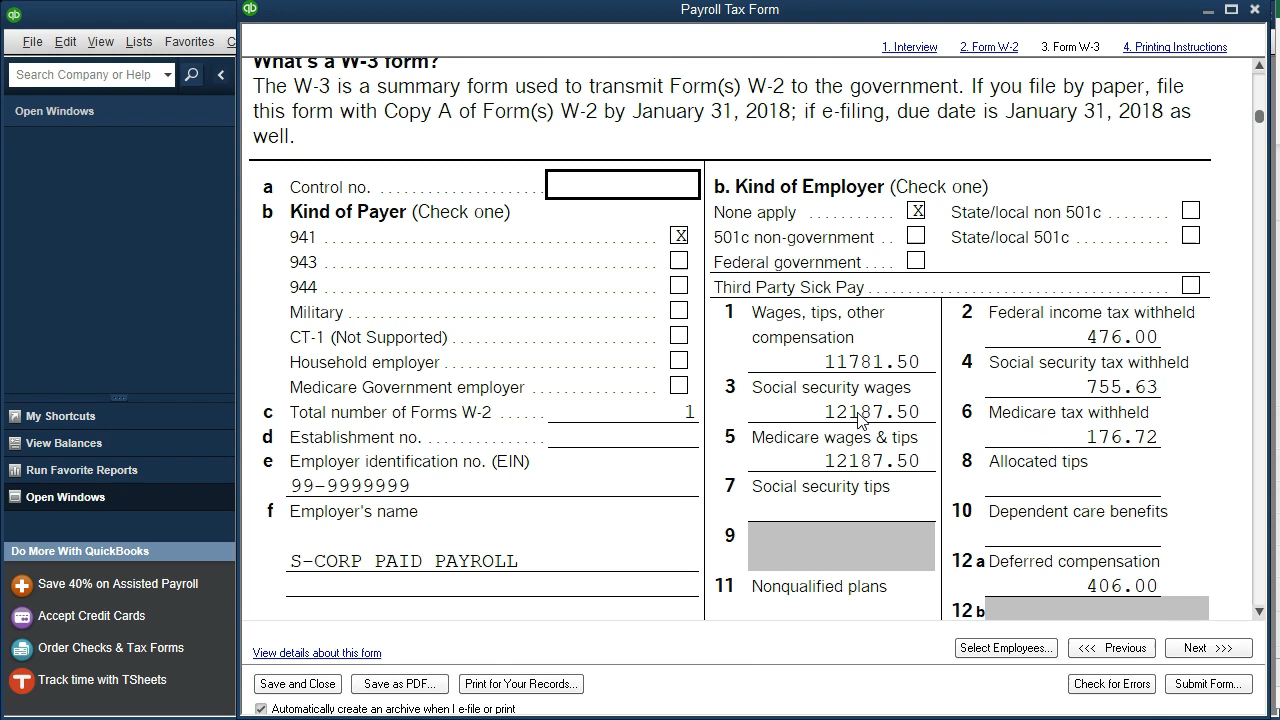 Payroll Tax Form
File Edit View Lists Favorites C
Search Company or Help
Open Windows
My Shortcuts
View Balances
Run Favorite Reports
Open Windows
Do More With QuickBooks
Save 40% on Assisted Payroll
Accept Credit Cards
Order Checks & Tax Forms
Track time with TSheets
1. Interview 2. Form W-2 3. Form W-3 4. Printing Instructions
What's a W-3 form?
The W-3 is a summary form used to transmit Form(s) W-2 to the government. If you file by paper, file
this form with Copy A of Form(s) W-2 by January 31, 2018; if e-filing, due date is January 31, 2018 as
well.
a Control no.
b Kind of Payer (Check one)
941 X
943
944
Military
CT-1 (Not Supported)
Household employer
Medicare Government employer
c Total number of Forms W-2 ...... 1
d Establishment no.
e Employer identification no. (EIN)
99-9999999
f Employer's name
S-CORP PAID PAYROLL
b. Kind of Employer (Check one)
None apply X State/local non 501c
501c non-government State/local 501c
Federal government
Third Party Sick Pay
1 Wages, tips, other
compensation
11781.50
3 Social security wages
12187.50
5 Medicare wages & tips
12187.50
7 Social security tips
9
11 Nonqualified plans
2 Federal income tax withheld
476.00
4 Social security tax withheld
755.63
6 Medicare tax withheld
176.72
8 Allocated tips
10 Dependent care benefits
12 a Deferred compensation
406.00
12 b
View details about this form
Select Employees... <<< Previous Next >>>
Save and Close Save as PDF... Print for Your Records... Check for Errors Submit Form...
Automatically create an archive when I e-file or print